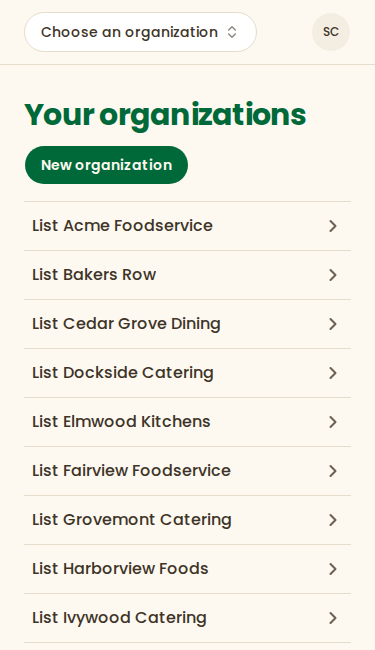 Choose an organization
SC
Your organizations
New organization
List Acme Foodservice
List Bakers Row
List Cedar Grove Dining
List Dockside Catering
List Elmwood Kitchens
List Fairview Foodservice
List Grovemont Catering
List Harborview Foods
List Ivywood Catering